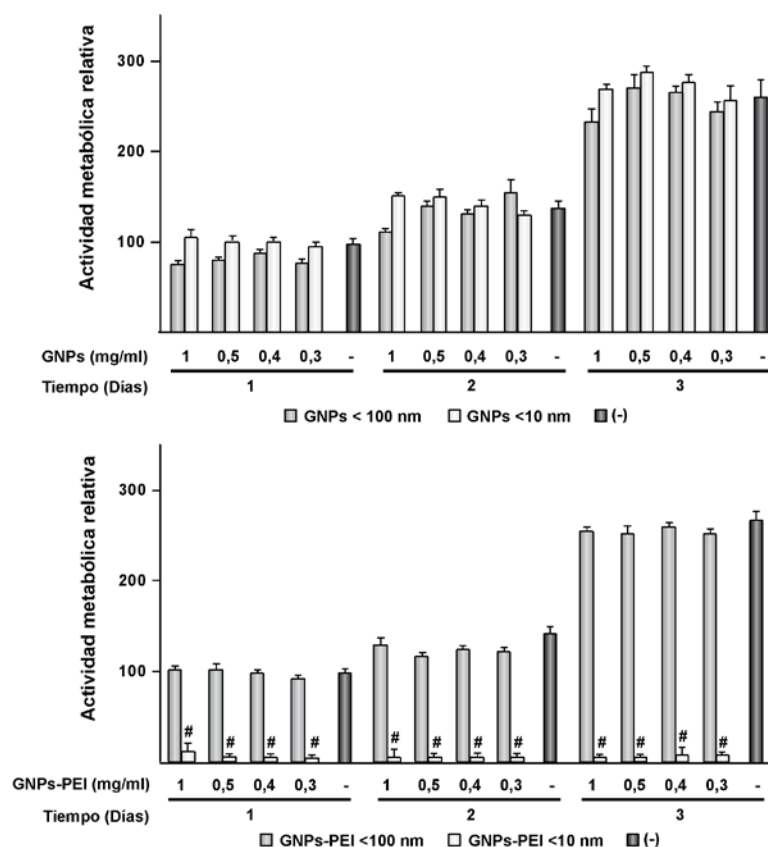 Actividad metabólica relativa
300
200
100
GNPs (mg/ml) 1 0,5 0,4 0,3 - 1 0,5 0,4 0,3 - 1 0,5 0,4 0,3 -
Tiempo (Días) 1 2 3
GNPs < 100 nm GNPs <10 nm (-)
Actividad metabólica relativa
300
200
100
# # # # # # # # # # # #
GNPs-PEI (mg/ml) 1 0,5 0,4 0,3 - 1 0,5 0,4 0,3 - 1 0,5 0,4 0,3 -
Tiempo (Días) 1 2 3
GNPs-PEI <100 nm GNPs-PEI <10 nm (-)